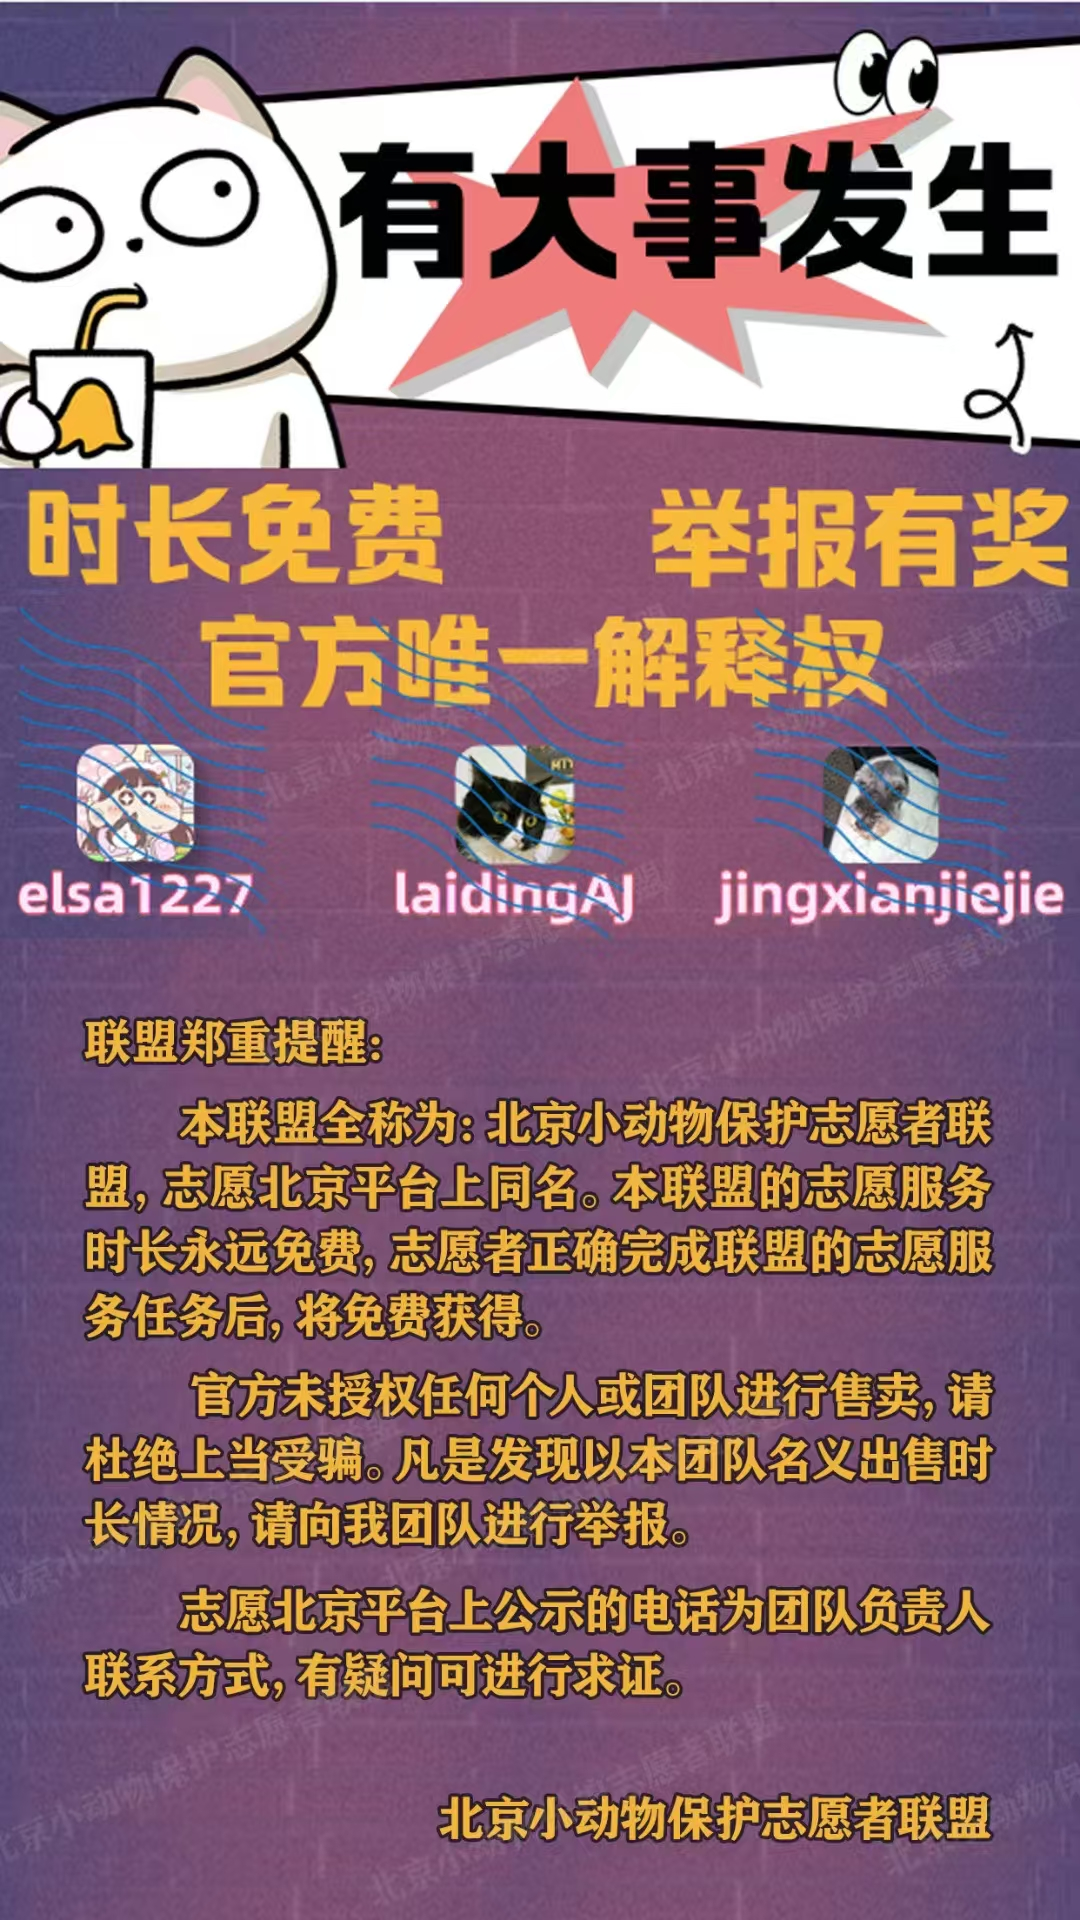 有大事发生
时长免费 举报有奖
官方唯一解释权
elsa1227 laidingAJ jingxianjiejie
联盟郑重提醒：
本联盟全称为：北京小动物保护志愿者联
盟，志愿北京平台上同名。本联盟的志愿服务
时长永远免费，志愿者正确完成联盟的志愿服
务任务后，将免费获得。
官方未授权任何个人或团队进行售卖，请
杜绝上当受骗。凡是发现以本团队名义出售时
长情况，请向我团队进行举报。
志愿北京平台上公示的电话为团队负责人
联系方式，有疑问可进行求证。
北京小动物保护志愿者联盟